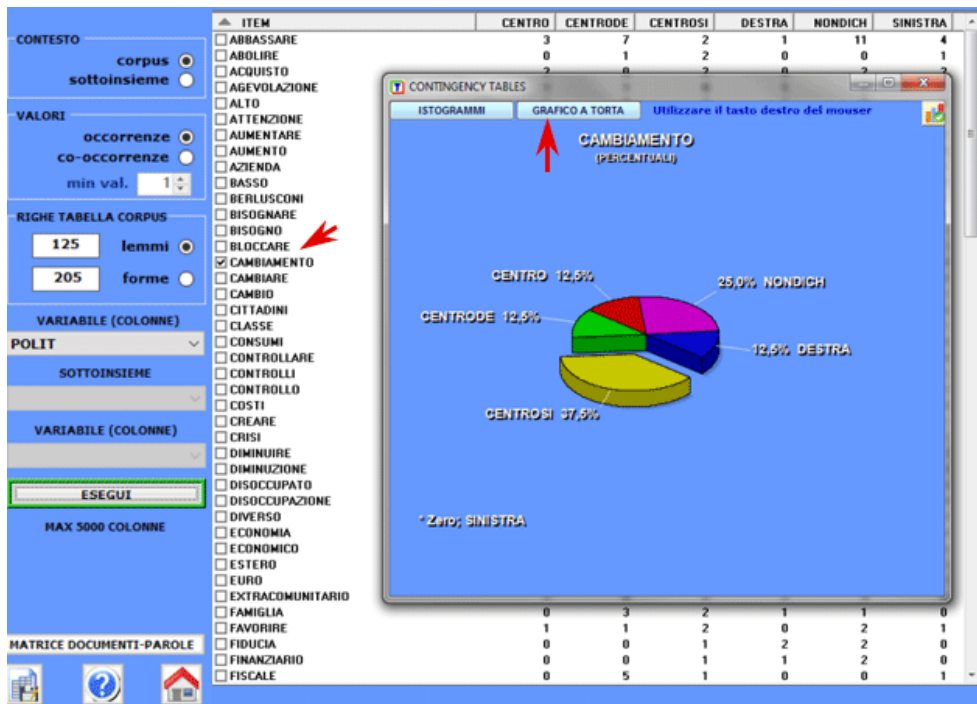 CONTESTO
corpus
sottoinsieme
VALORI
occorrenze
co-occorrenze
min val. 1
RIGHE TABELLA CORPUS
125 lemmi
205 forme
VARIABILE (COLONNE)
POLIT
SOTTOINSIEME
VARIABILE (COLONNE)
ESEGUI
MAX 5000 COLONNE
MATRICE DOCUMENTI-PAROLE
ITEM CENTRO CENTRODE CENTROSI DESTRA NONDICH SINISTRA
ABBASSARE 3 7 2 1 11 4
ABOLIRE 0 1 2 0 0 1
ACQUISTO
AGEVOLAZIONE
ALTO
ATTENZIONE
AUMENTARE
AUMENTO
AZIENDA
BASSO
BERLUSCONI
BISOGNARE
BISOGNO
BLOCCARE
CAMBIAMENTO
CAMBIARE
CAMBIO
CITTADINI
CLASSE
CONSUMI
CONTROLLARE
CONTROLLI
CONTROLLO
COSTI
CREARE
CRISI
DIMINUIRE
DIMINUZIONE
DISOCCUPATO
DISOCCUPAZIONE
DIVERSO
ECONOMIA
ECONOMICO
ESTERO
EURO
EXTRACOMUNITARIO
FAMIGLIA 0 3 2 1 1 0
FAVORIRE 1 1 2 0 2 1
FIDUCIA 0 0 1 2 2 0
FINANZIARIO 0 0 1 1 2 0
FISCALE 0 5 1 0 0 1
CONTINGENCY TABLES
ISTOGRAMMI GRAFICO A TORTA Utilizzare il tasto destro del mouser
CAMBIAMENTO
(PERCENTUALI)
CENTRO 12,5%
25,0% NONDICH
CENTRODE 12,5%
12,5% DESTRA
CENTROSI 37,5%
* Zero; SINISTRA